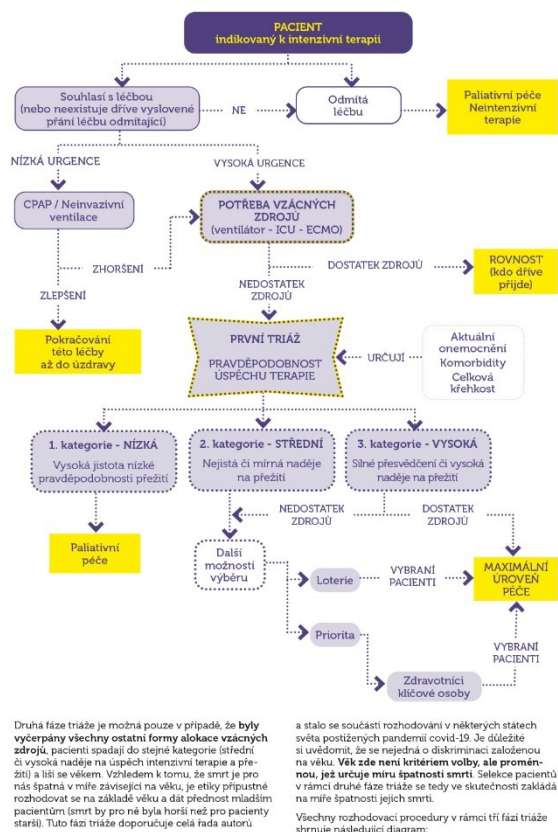 PACIENT
indikovaný k intenzivní terapii
Souhlasí s léčbou
(nebo neexistuje dříve vyslovené
přání léčbu odmítající)
NE
Odmítá
léčbu
Paliativní péče
Neintenzivní
terapie
NÍZKÁ URGENCE
VYSOKÁ URGENCE
CPAP / Neinvazivní
ventilace
POTŘEBA VZÁCNÝCH
ZDROJŮ
(ventilátor - ICU - ECMO)
ZHORŠENÍ
DOSTATEK ZDROJŮ
ROVNOST
(kdo dříve
přijde)
NEDOSTATEK
ZDROJŮ
ZLEPŠENÍ
Pokračování
této léčby
až do úzdravy
PRVNÍ TRIÁŽ
PRAVDĚPODOBNOST
ÚSPĚCHU TERAPIE
URČUJÍ
Aktuální
onemocnění
Komorbidity
Celková
křehkost
1. kategorie - NÍZKÁ
Vysoká jistota nízké
pravděpodobnosti přežití
2. kategorie - STŘEDNÍ
Nejistá či mírná naděje
na přežití
3. kategorie - VYSOKÁ
Silné přesvědčení či vysoká
naděje na přežití
NEDOSTATEK
ZDROJŮ
DOSTATEK
ZDROJŮ
Paliativní
péče
Další
možnosti
výběru
Loterie
VYBRANÍ
PACIENTI
MAXIMÁLNÍ
ÚROVEŇ
PÉČE
Priorita
VYBRANÍ
PACIENTI
Zdravotníci
klíčové osoby
Druhá fáze triáže je možná pouze v případě, že byly
vyčerpány všechny ostatní formy alokace vzácných
zdrojů, pacienti spadají do stejné kategorie (střední
či vysoká naděje na úspěch intenzivní terapie a pře-
žití) a liší se věkem. Vzhledem k tomu, že smrt je pro
nás špatná v míře závisející na věku, je etiky přípustné
rozhodovat se na základě věku a dát přednost mladším
pacientům (smrt by pro ně byla horší než pro pacienty
starší). Tuto fázi triáže doporučuje celá řada autorů
a stalo se součástí rozhodování v některých státech
světa postižených pandemií covid-19. Je důležité
si uvědomit, že se nejedná o diskriminaci založenou
na věku. Věk zde není kritériem volby, ale proměn-
nou, jež určuje míru špatnosti smrti. Selekce pacientů
v rámci druhé fáze triáže se tedy ve skutečnosti zakládá
na míře špatnosti jejich smrti.
Všechny rozhodovací procedury v rámci tří fází triáže
shrnuje následující diagram: